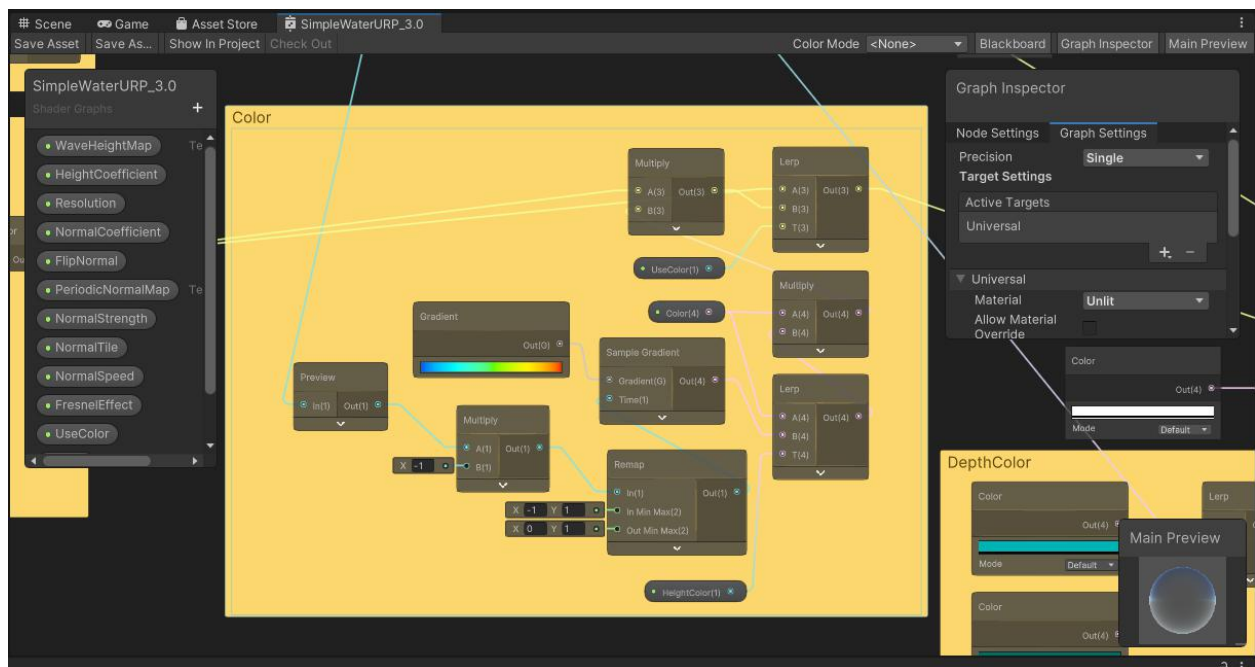 Scene Game Asset Store SimpleWaterURP_3.0
Save Asset Save As... Show In Project Check Out Color Mode <None> Blackboard Graph Inspector Main Preview
SimpleWaterURP_3.0
Shader Graphs
WaveHeightMap Te
HeightCoefficient
Resolution
NormalCoefficient
FlipNormal
PeriodicNormalMap Te
NormalStrength
NormalTile
NormalSpeed
FresnelEffect
UseColor
Color
Multiply
A(3) Out(3)
B(3)
Lerp
A(3) Out(3)
B(3)
T(3)
UseColor(1)
Color(4)
Multiply
A(4) Out(4)
B(4)
Gradient
Out(G)
Sample Gradient
Gradient(G) Out(4)
Time(1)
Lerp
A(4) Out(4)
B(4)
T(4)
Preview
In(1) Out(1)
Multiply
A(1) Out(1)
X -1 B(1)
Remap
In(1) Out(1)
X -1 Y 1 In Min Max(2)
X 0 Y 1 Out Min Max(2)
HeightColor(1)
Graph Inspector
Node Settings Graph Settings
Precision Single
Target Settings
Active Targets
Universal
+ -
Universal
Material Unlit
Allow Material
Override
Color
Out(4)
Mode Default
DepthColor
Color
Out(4)
Mode Default
Color
Out(4)
Lerp
Main Preview